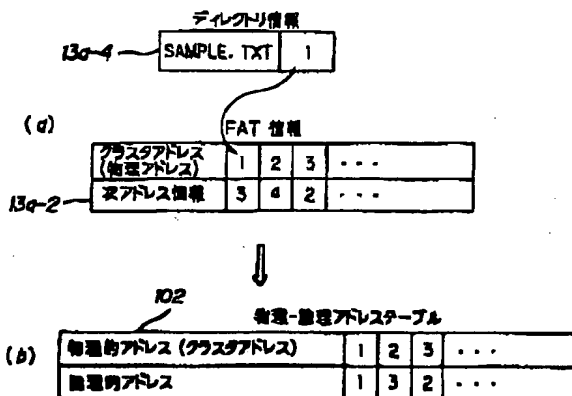 ディレクトリ情報
13a-4 SAMPLE. TXT 1
(a)
FAT 情報
クラスタアドレス (物理アドレス) 1 2 3 ...
13a-2 次アドレス情報 3 4 2 ...
102
物理-論理アドレステーブル
(b)
物理的アドレス (クラスタアドレス) 1 2 3 ...
論理的アドレス 1 3 2 ...